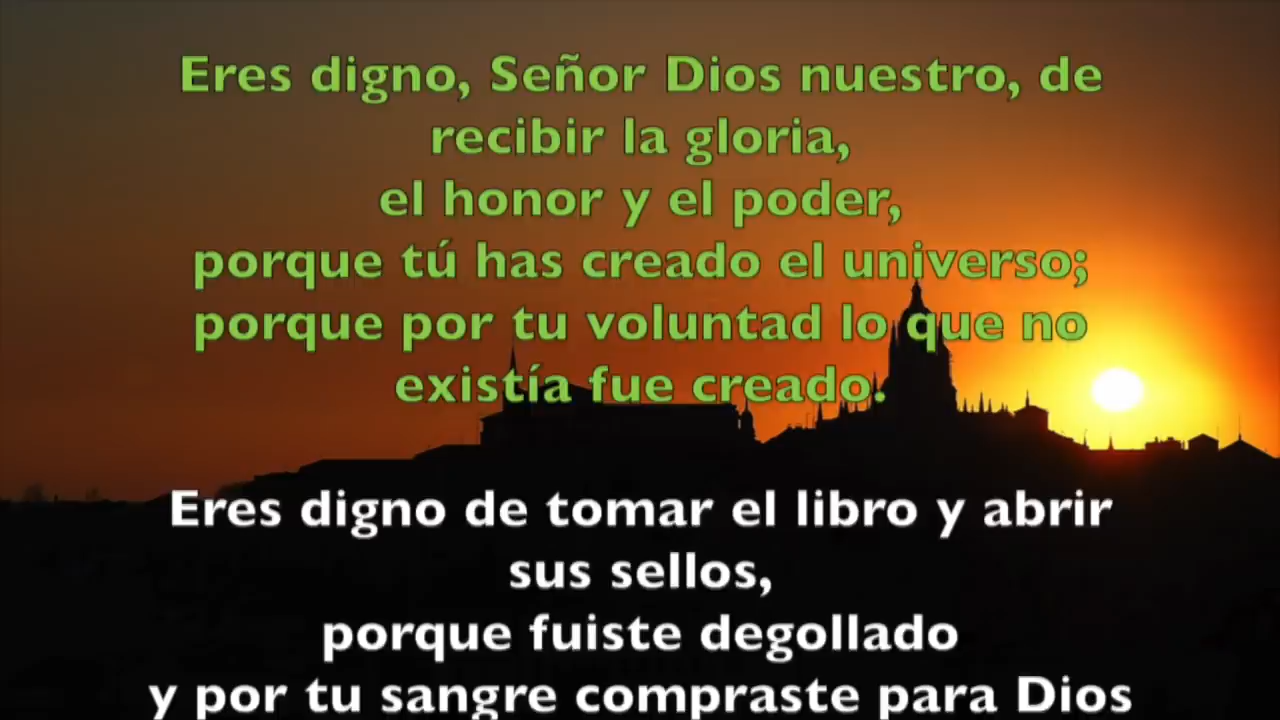 Eres digno, Señor Dios nuestro, de
recibir la gloria,
el honor y el poder,
porque tú has creado el universo;
porque por tu voluntad lo que no
existía fue creado.
Eres digno de tomar el libro y abrir
sus sellos,
porque fuiste degollado
y por tu sangre compraste para Dios